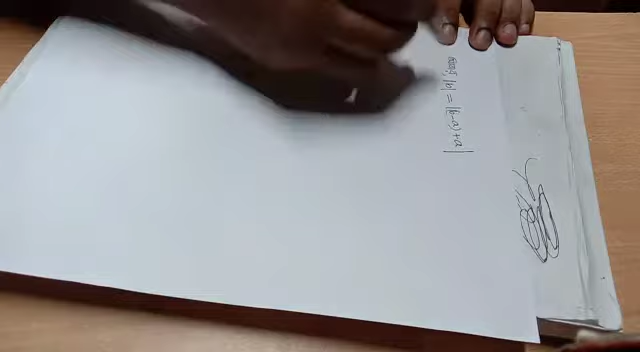 |b| = |(b-a)+a|